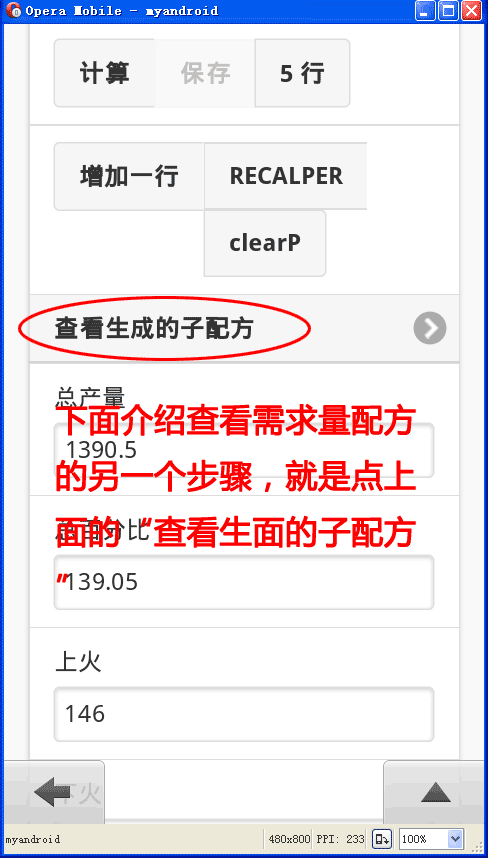 Opera Mobile - myandroid
计算 保存 5 行
增加一行 RECALPER
clearP
查看生成的子配方
总产量
下面介绍查看需求量配方
1390.5
的另一个步骤，就是点上
总百分比
面的“查看生面的子配方
”
139.05
上火
146
下火
myandroid 480x800 PPI: 233 100%